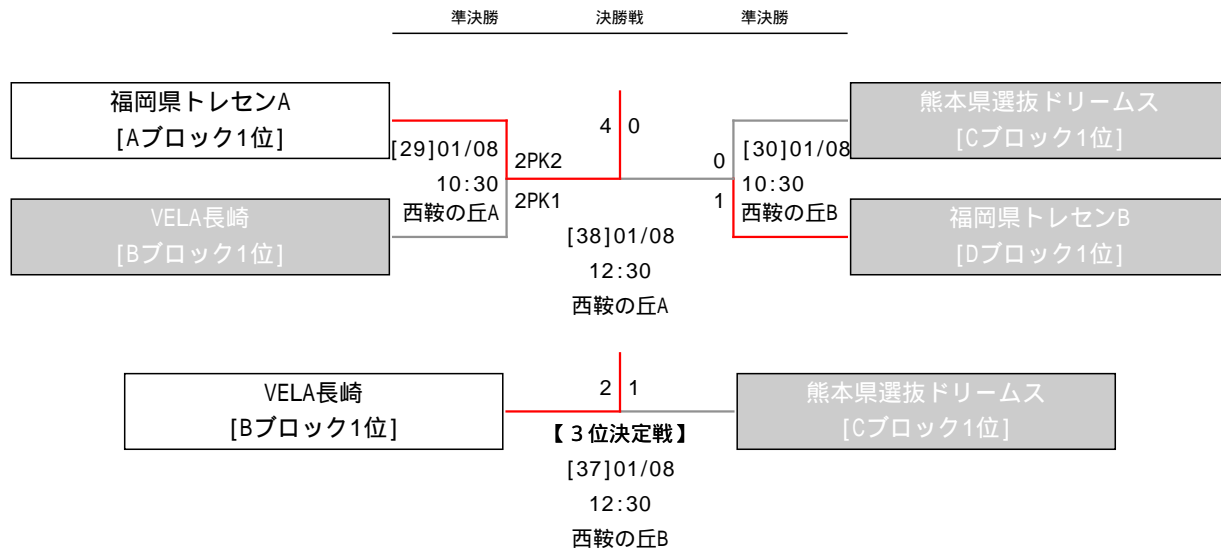 準決勝 決勝戦 準決勝
福岡県トレセンA
[Aブロック1位]
熊本県選抜ドリームス
[Cブロック1位]
4 0
[29]01/08
10:30
西鞍の丘A
2PK2
2PK1
0
1
[30]01/08
10:30
西鞍の丘B
VELA長崎
[Bブロック1位]
福岡県トレセンB
[Dブロック1位]
[38]01/08
12:30
西鞍の丘A
VELA長崎
[Bブロック1位]
2 1
熊本県選抜ドリームス
[Cブロック1位]
【３位決定戦】
[37]01/08
12:30
西鞍の丘B